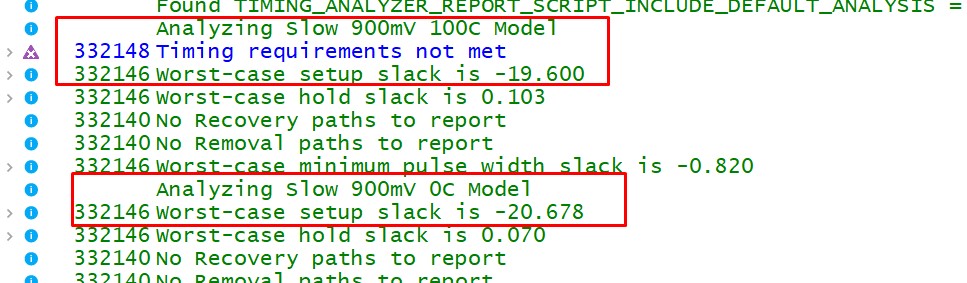 Found TIMING_ANALYZER_REPORT_SCRIPT_INCLUDE_DEFAULT_ANALYSIS =
Analyzing Slow 900mV 100C Model
332148 Timing requirements not met
332146 Worst-case setup slack is -19.600
332146 Worst-case hold slack is 0.103
332140 No Recovery paths to report
332140 No Removal paths to report
332146 Worst-case minimum pulse width slack is -0.820
Analyzing Slow 900mV 0C Model
332146 Worst-case setup slack is -20.678
332146 Worst-case hold slack is 0.070
332140 No Recovery paths to report
332140 No Removal paths to report